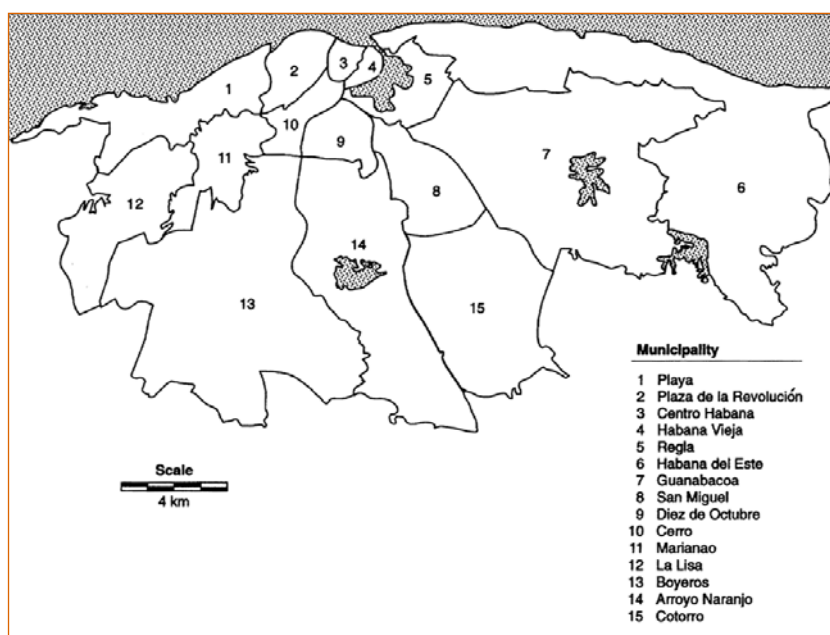 1
2
3
4
5
6
7
8
9
10
11
12
13
14
15
Scale
4 km
Municipality
1 Playa
2 Plaza de la Revolución
3 Centro Habana
4 Habana Vieja
5 Regla
6 Habana del Este
7 Guanabacoa
8 San Miguel
9 Diez de Octubre
10 Cerro
11 Marianao
12 La Lisa
13 Boyeros
14 Arroyo Naranjo
15 Cotorro